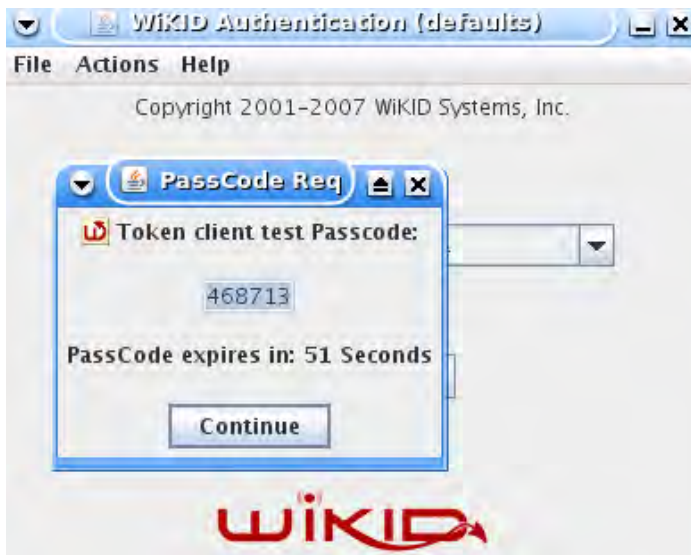 WiKID Authentication (defaults)
File Actions Help
Copyright 2001-2007 WiKID Systems, Inc.
PassCode Req
Token client test Passcode:
468713
PassCode expires in: 51 Seconds
Continue
WiKID